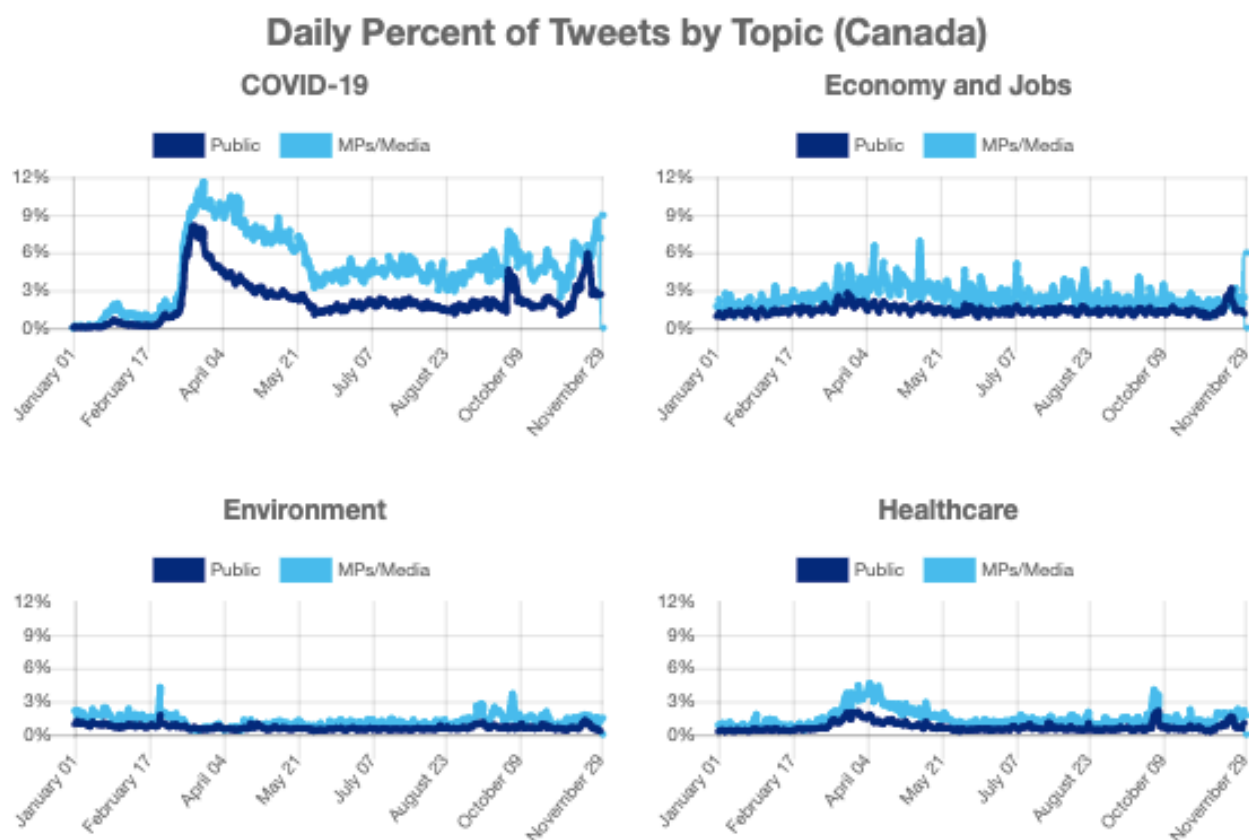 Daily Percent of Tweets by Topic (Canada)
COVID-19
Public MPs/Media
12%
9%
6%
3%
0%
January 01
February 17
April 04
May 21
July 07
August 23
October 09
November 29
Economy and Jobs
Public MPs/Media
12%
9%
6%
3%
0%
January 01
February 17
April 04
May 21
July 07
August 23
October 09
November 29
Environment
Public MPs/Media
12%
9%
6%
3%
0%
January 01
February 17
April 04
May 21
July 07
August 23
October 09
November 29
Healthcare
Public MPs/Media
12%
9%
6%
3%
0%
January 01
February 17
April 04
May 21
July 07
August 23
October 09
November 29